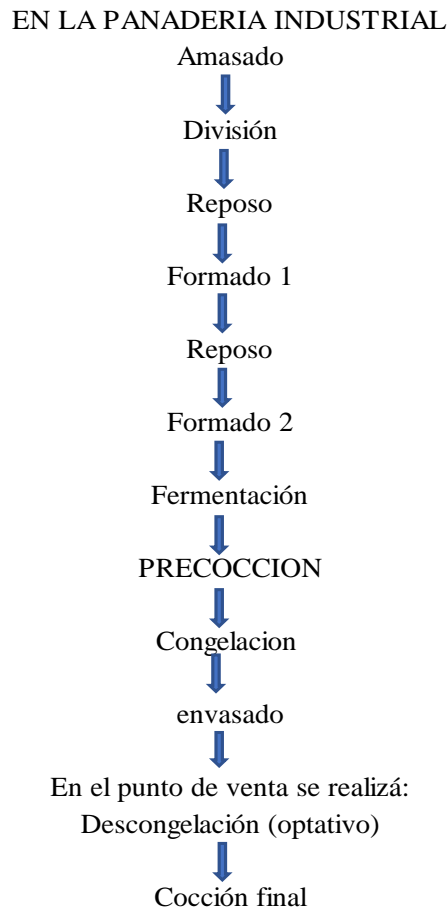 EN LA PANADERIA INDUSTRIAL
Amasado
División
Reposo
Formado 1
Reposo
Formado 2
Fermentación
PRECOCCION
Congelacion
envasado
En el punto de venta se realizá:
Descongelación (optativo)
Cocción final